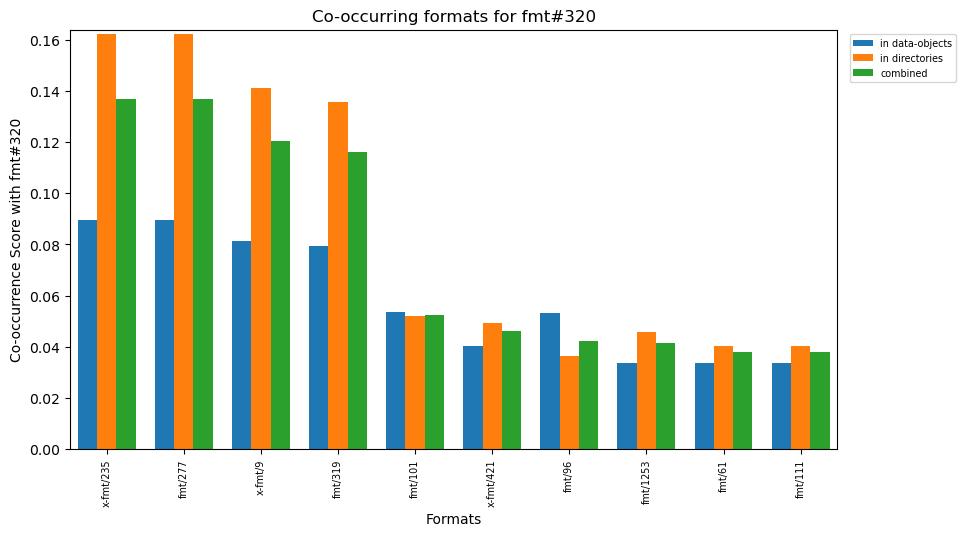 Co-occurring formats for fmt#320
Co-occurrence Score with fmt#320
0.16
0.14
0.12
0.10
0.08
0.06
0.04
0.02
0.00
x-fmt/235
fmt/277
x-fmt/9
fmt/319
fmt/101
x-fmt/421
fmt/96
fmt/1253
fmt/61
fmt/111
Formats
in data-objects
in directories
combined